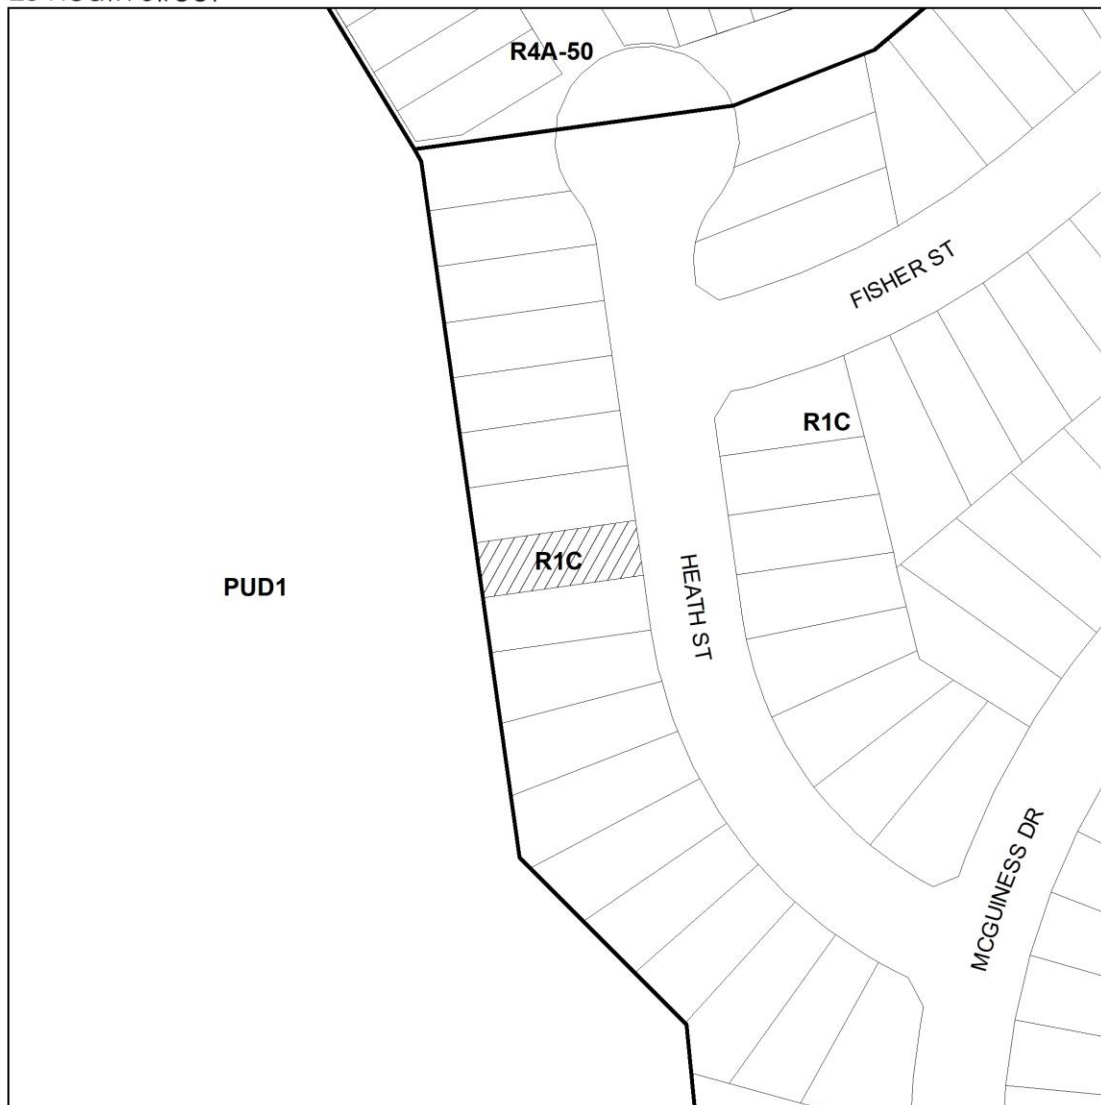 R4A-50
FISHER ST
R1C
R1C
PUD1
HEATH ST
MCGUINESS DR